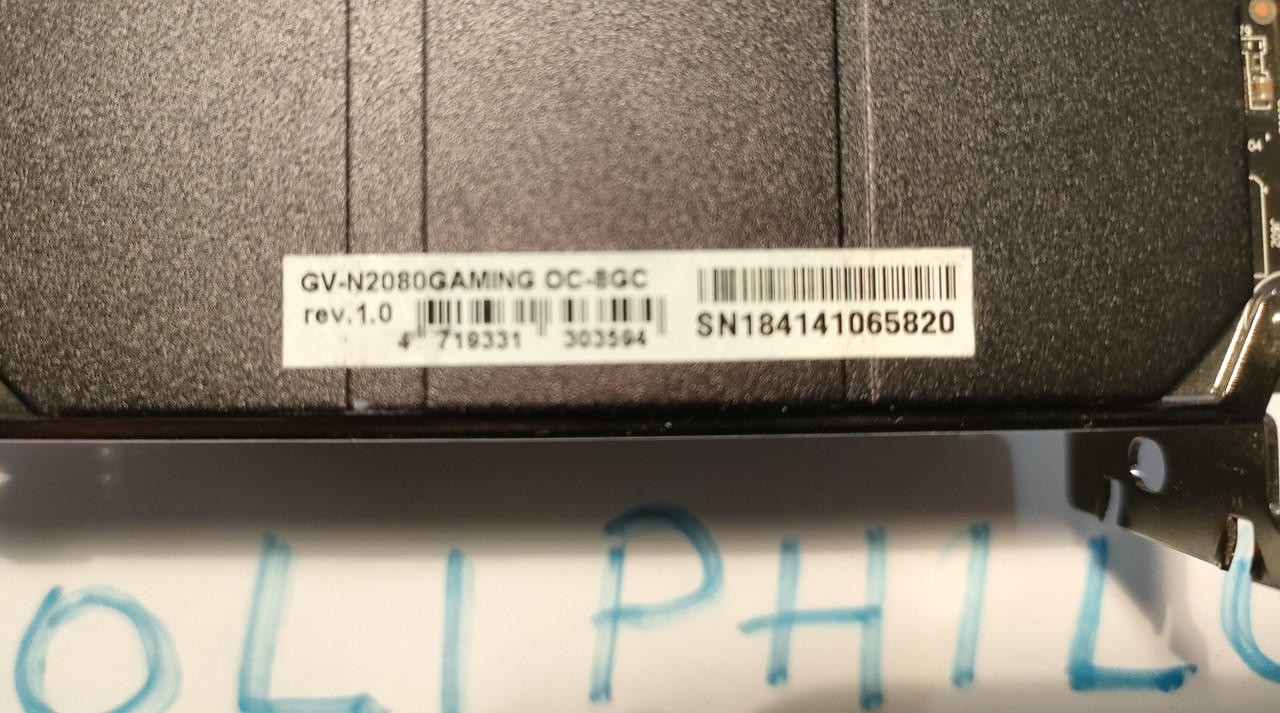 GV-N2080GAMING OC-8GC
rev.1.0
4 719331 303594
SN184141065820
OLIPHIL